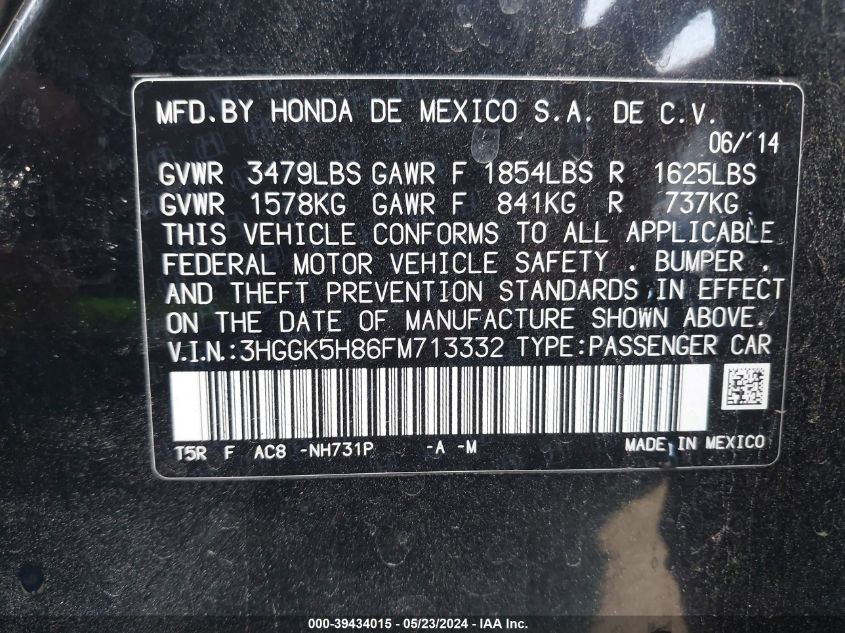 MFD.BY HONDA DE MEXICO S.A. DE C.V.
06/'14
GVWR 3479LBS GAWR F 1854LBS R 1625LBS
GVWR 1578KG GAWR F 841KG R 737KG
THIS VEHICLE CONFORMS TO ALL APPLICABLE
FEDERAL MOTOR VEHICLE SAFETY , BUMPER ,
AND THEFT PREVENTION STANDARDS IN EFFECT
ON THE DATE OF MANUFACTURE SHOWN ABOVE.
V.I.N.:3HGGK5H86FM713332 TYPE:PASSENGER CAR
T5R F AC8 -NH731P -A -M MADE IN MEXICO
000-39434015 - 05/23/2024 - IAA Inc.